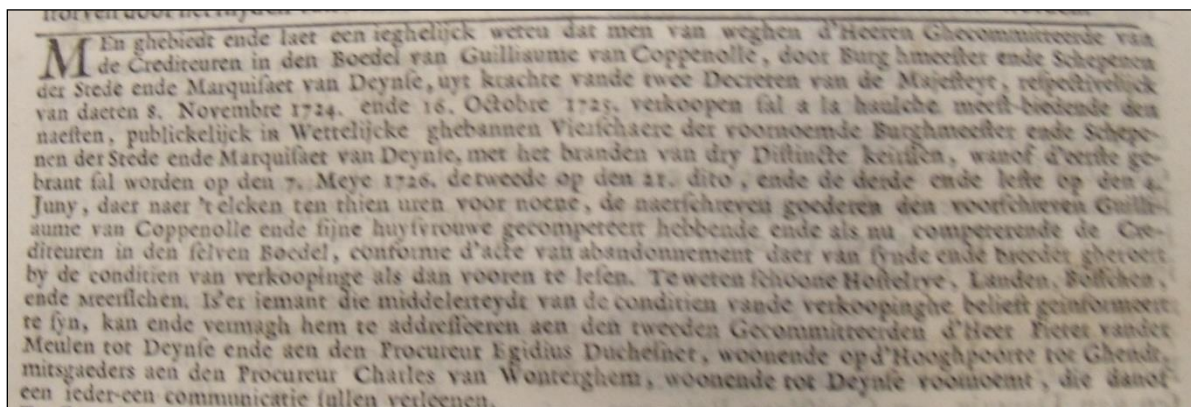 MEn ghebiedt ende laet een ieghelijck weten dat men van weghen d'Heeren Ghecommitteerde van
de Crediteuren in den Boedel van Guilliaume van Coppenolle, door Burghmeester ende Schepenen
der Stede ende Marquisaet van Deynse, uyt krachte vande twee Decreten van de Majesteyt, respectivelijck
van daeten 8. Novembre 1724. ende 16. Octobre 1725. verkoopen sal a la haulche meest-biedende den
naesten, publickelijck in Wettelijcke ghebannen Vierschaere der voornoemde Burghmeester ende Schepe-
nen der Stede ende Marquisaet van Deynse, met het branden van dry Distincte keirssen, wanof d'eerste ge-
brant sal worden op den 7. Meye 1726. de tweede op den 21. dito, ende de derde ende leste op den 4.
Juny, daer naer 't elcken ten thien uren voor noene, de naerschreven goederen den voorschreven Guilli-
aume van Coppenolle ende sijne huysvrouwe gecompeteert hebbende ende als nu competerende de Cre-
diteuren in den selven Boedel, conforme d'acte van abandonnement daer van synde ende breeder gheroert
by de conditien van verkoopinge als dan vooren te lesen. Te weten schoone Hostelrye, Landen, Bosschen,
ende Meersschen. Is'er iemant die middelerteydt van de conditien vande verkoopinghe belieft geinformeert
te syn, kan ende vermagh hem te addresseeren aen den tweeden Gecommitteerden d'Heer Pieter vander
Meulen tot Deynse ende aen den Procureur Egidius Duchesnet, woonende op d'Hooghpoorte tot Ghendt,
mitsgaeders aen den Procureur Charles van Wonterghem, woonende tot Deynse voornoemt, die danof
een ieder-een communicatie sullen verleenen.